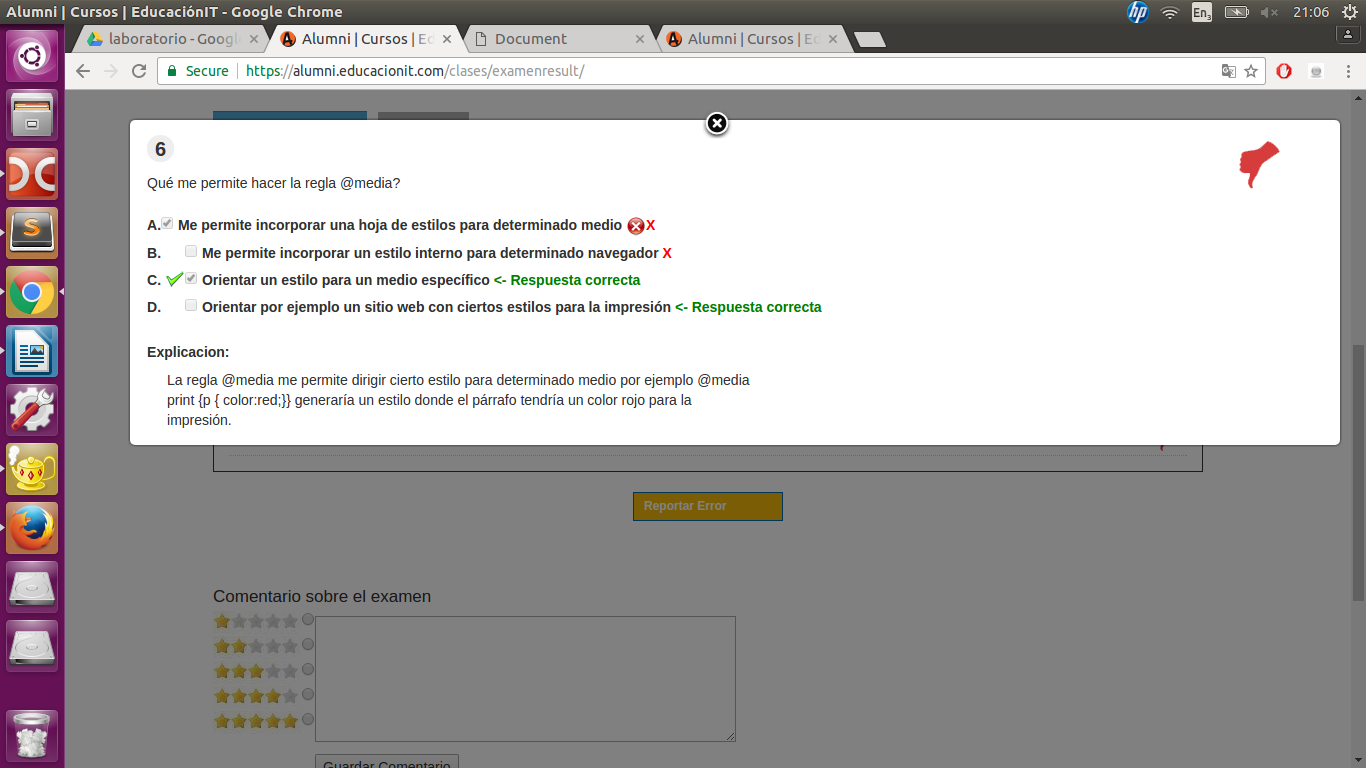 Alumni | Cursos | EducaciónIT - Google Chrome
En3
21:06
laboratorio - Googl
Alumni | Cursos | Ed
Document
Alumni | Cursos | Ed
Secure
https://alumni.educacionit.com/clases/examenresult/
6
Qué me permite hacer la regla @media?
A. Me permite incorporar una hoja de estilos para determinado medio X
B. Me permite incorporar un estilo interno para determinado navegador X
C. Orientar un estilo para un medio específico <- Respuesta correcta
D. Orientar por ejemplo un sitio web con ciertos estilos para la impresión <- Respuesta correcta
Explicacion:
La regla @media me permite dirigir cierto estilo para determinado medio por ejemplo @media
print {p { color:red;}} generaría un estilo donde el párrafo tendría un color rojo para la
impresión.
Reportar Error
Comentario sobre el examen
Guardar Comentario